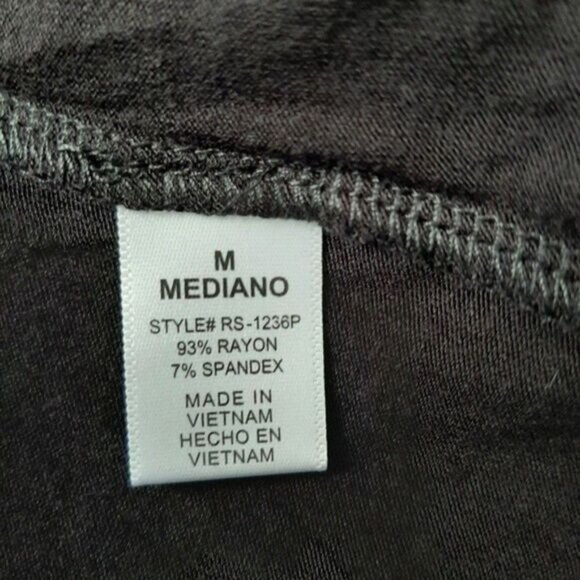 M
MEDIANO
STYLE# RS-1236P
93% RAYON
7% SPANDEX
MADE IN
VIETNAM
HECHO EN
VIETNAM